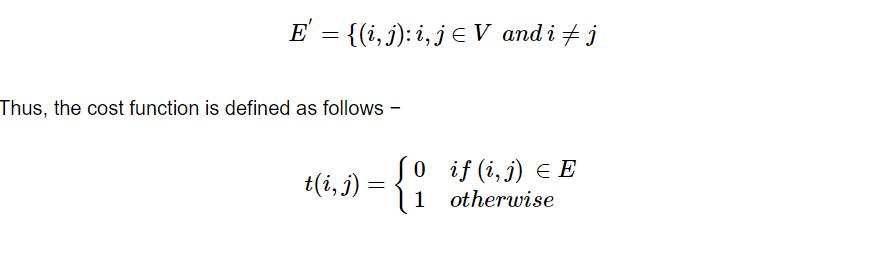 E′ = {(i, j): i, j ∈ V and i ≠ j
Thus, the cost function is defined as follows −
t(i, j) = { 0 if (i, j) ∈ E
1 otherwise